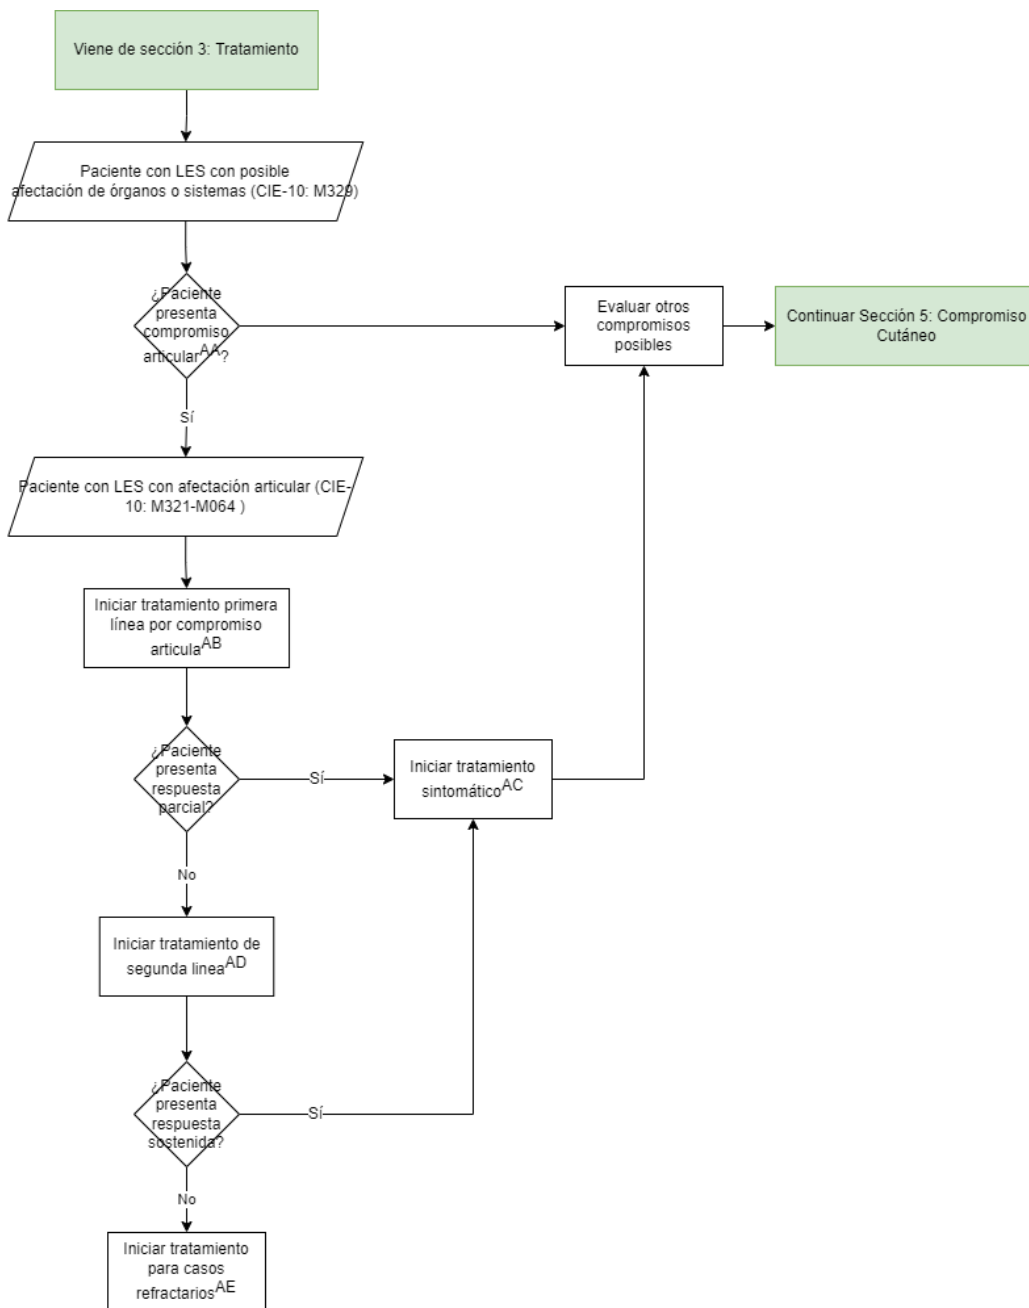 Viene de sección 3: Tratamiento
Paciente con LES con posible
afectación de órganos o sistemas (CIE-10: M329)
¿Paciente
presenta
compromiso
articularAA?
Evaluar otros
compromisos
posibles
Continuar Sección 5: Compromiso
Cutáneo
Sí
Paciente con LES con afectación articular (CIE-
10: M321-M064 )
Iniciar tratamiento primera
línea por compromiso
articulaAB
¿Paciente
presenta
respuesta
parcial?
Sí
Iniciar tratamiento
sintomáticoAC
No
Iniciar tratamiento de
segunda lineaAD
¿Paciente
presenta
respuesta
sostenida?
Sí
No
Iniciar tratamiento
para casos
refractariosAE